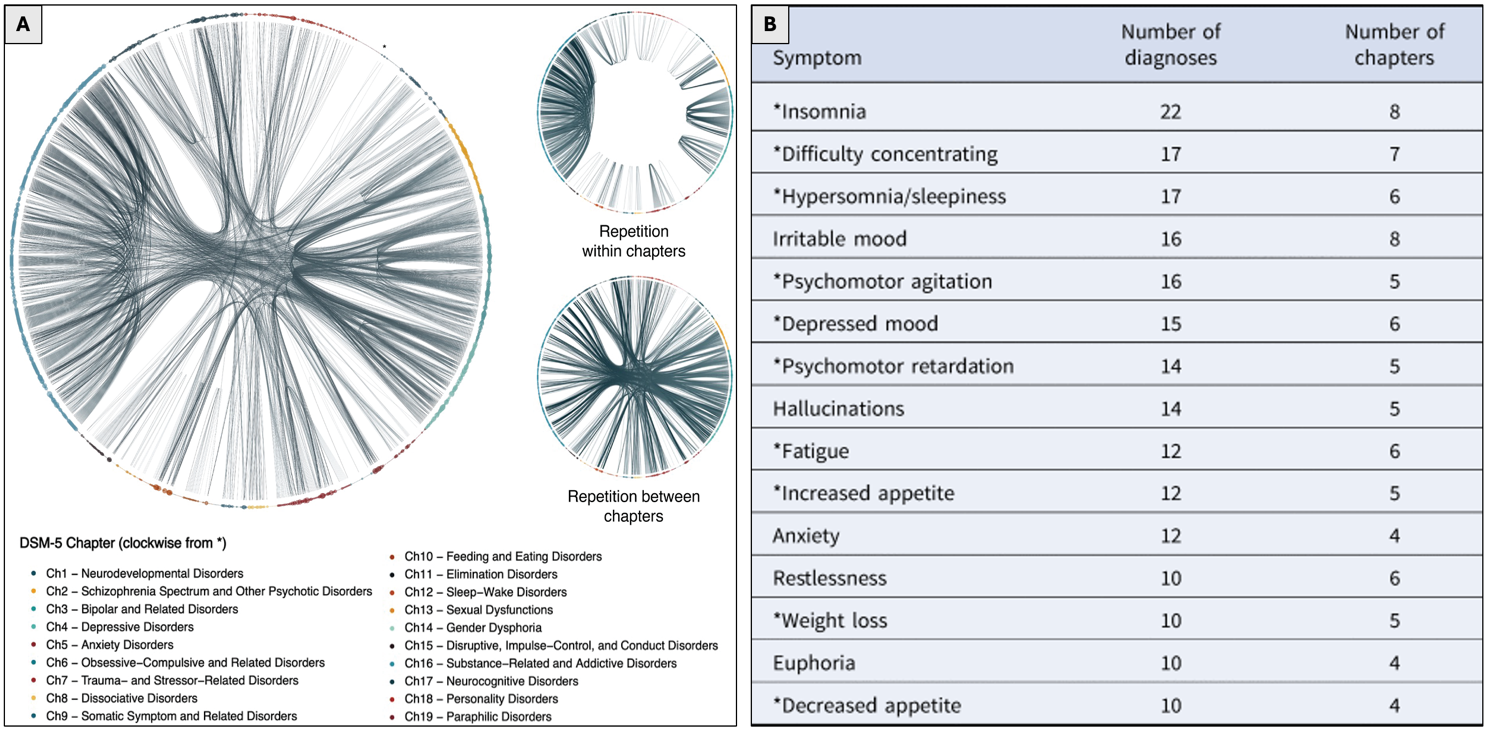 A
*
Repetition
within chapters
Repetition between
chapters
DSM-5 Chapter (clockwise from *)
Ch1 – Neurodevelopmental Disorders
Ch2 – Schizophrenia Spectrum and Other Psychotic Disorders
Ch3 – Bipolar and Related Disorders
Ch4 – Depressive Disorders
Ch5 – Anxiety Disorders
Ch6 – Obsessive–Compulsive and Related Disorders
Ch7 – Trauma– and Stressor–Related Disorders
Ch8 – Dissociative Disorders
Ch9 – Somatic Symptom and Related Disorders
Ch10 – Feeding and Eating Disorders
Ch11 – Elimination Disorders
Ch12 – Sleep–Wake Disorders
Ch13 – Sexual Dysfunctions
Ch14 – Gender Dysphoria
Ch15 – Disruptive, Impulse–Control, and Conduct Disorders
Ch16 – Substance–Related and Addictive Disorders
Ch17 – Neurocognitive Disorders
Ch18 – Personality Disorders
Ch19 – Paraphilic Disorders
B
Symptom Number of diagnoses Number of chapters
*Insomnia 22 8
*Difficulty concentrating 17 7
*Hypersomnia/sleepiness 17 6
Irritable mood 16 8
*Psychomotor agitation 16 5
*Depressed mood 15 6
*Psychomotor retardation 14 5
Hallucinations 14 5
*Fatigue 12 6
*Increased appetite 12 5
Anxiety 12 4
Restlessness 10 6
*Weight loss 10 5
Euphoria 10 4
*Decreased appetite 10 4